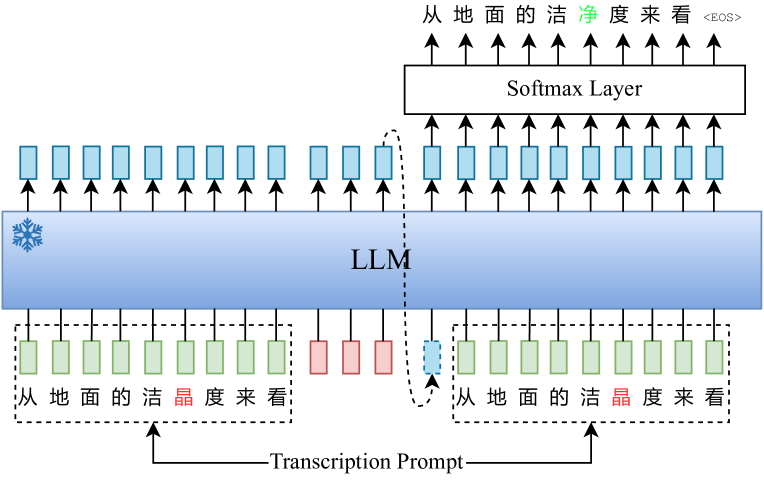 从地面的洁净度来看 <EOS>
Softmax Layer
LLM
从地面的洁晶度来看 从地面的洁晶度来看
Transcription Prompt